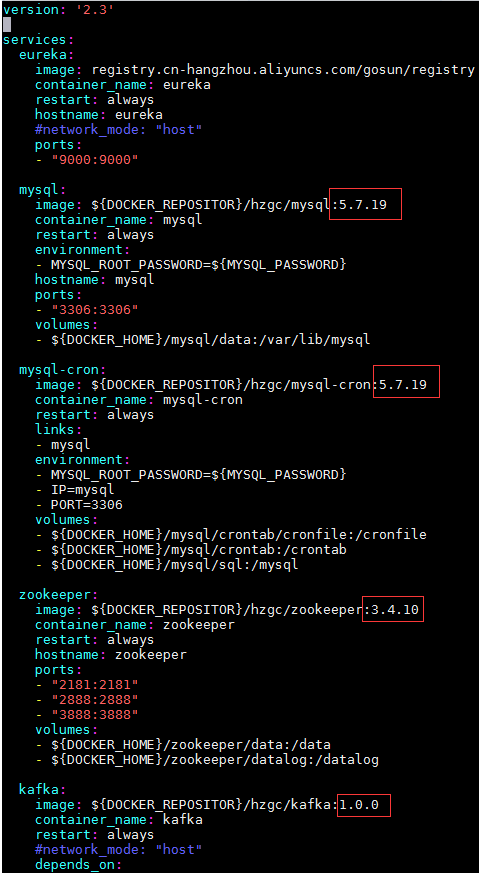 version: '2.3'
services:
  eureka:
    image: registry.cn-hangzhou.aliyuncs.com/gosun/registry
    container_name: eureka
    restart: always
    hostname: eureka
    #network_mode: "host"
    ports:
    - "9000:9000"
  mysql:
    image: ${DOCKER_REPOSITOR}/hzgc/mysql:5.7.19
    container_name: mysql
    restart: always
    environment:
    - MYSQL_ROOT_PASSWORD=${MYSQL_PASSWORD}
    hostname: mysql
    ports:
    - "3306:3306"
    volumes:
    - ${DOCKER_HOME}/mysql/data:/var/lib/mysql
  mysql-cron:
    image: ${DOCKER_REPOSITOR}/hzgc/mysql-cron:5.7.19
    container_name: mysql-cron
    restart: always
    links:
    - mysql
    environment:
    - MYSQL_ROOT_PASSWORD=${MYSQL_PASSWORD}
    - IP=mysql
    - PORT=3306
    volumes:
    - ${DOCKER_HOME}/mysql/crontab/cronfile:/cronfile
    - ${DOCKER_HOME}/mysql/crontab:/crontab
    - ${DOCKER_HOME}/mysql/sql:/mysql
  zookeeper:
    image: ${DOCKER_REPOSITOR}/hzgc/zookeeper:3.4.10
    container_name: zookeeper
    restart: always
    hostname: zookeeper
    ports:
    - "2181:2181"
    - "2888:2888"
    - "3888:3888"
    volumes:
    - ${DOCKER_HOME}/zookeeper/data:/data
    - ${DOCKER_HOME}/zookeeper/datalog:/datalog
  kafka:
    image: ${DOCKER_REPOSITOR}/hzgc/kafka:1.0.0
    container_name: kafka
    restart: always
    #network_mode: "host"
    depends_on: